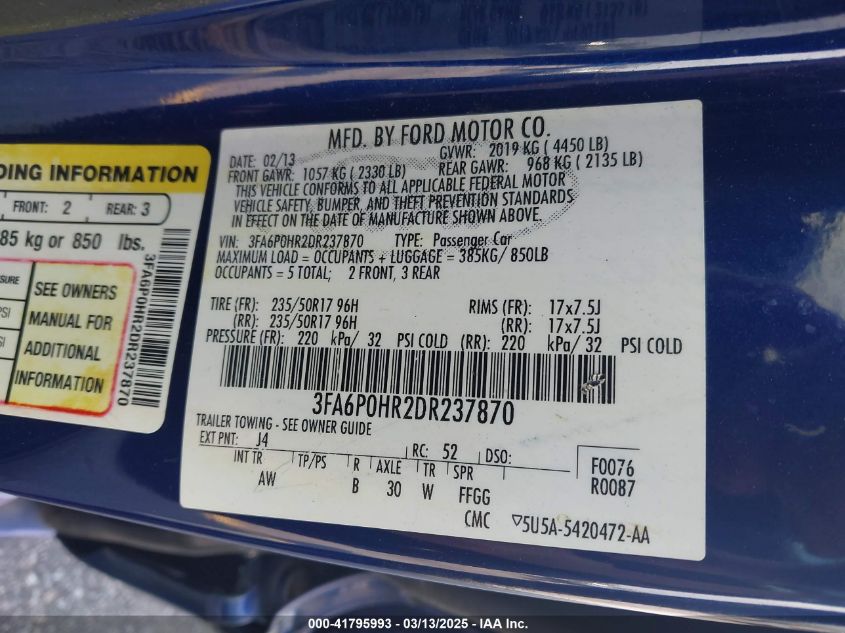 DING INFORMATION
FRONT: 2 REAR: 3
85 kg or 850 lbs.
SEE OWNERS
MANUAL FOR
ADDITIONAL
INFORMATION
3FA6P0HR2DR237870
MFD. BY FORD MOTOR CO.
DATE: 02/13 GVWR: 2019 KG ( 4450 LB)
FRONT GAWR: 1057 KG ( 2330 LB) REAR GAWR: 968 KG ( 2135 LB)
THIS VEHICLE CONFORMS TO ALL APPLICABLE FEDERAL MOTOR
VEHICLE SAFETY, BUMPER, AND THEFT PREVENTION STANDARDS
IN EFFECT ON THE DATE OF MANUFACTURE SHOWN ABOVE.
VIN: 3FA6P0HR2DR237870 TYPE: Passenger Car
MAXIMUM LOAD = OCCUPANTS + LUGGAGE = 385KG/ 850LB
OCCUPANTS = 5 TOTAL; 2 FRONT, 3 REAR
TIRE (FR): 235/50R17 96H RIMS (FR): 17x7.5J
(RR): 235/50R17 96H (RR): 17x7.5J
PRESSURE (FR): 220 kPa/ 32 PSI COLD (RR): 220 kPa/ 32 PSI COLD
3FA6P0HR2DR237870
TRAILER TOWING - SEE OWNER GUIDE
EXT PNT: J4 RC: 52 DSO: F0076
INT TR TP/PS R AXLE TR SPR R0087
AW B 30 W FFGG
CMC ▽5U5A-5420472-AA
000-41795993 / 03/13/2025 / IAA Inc.